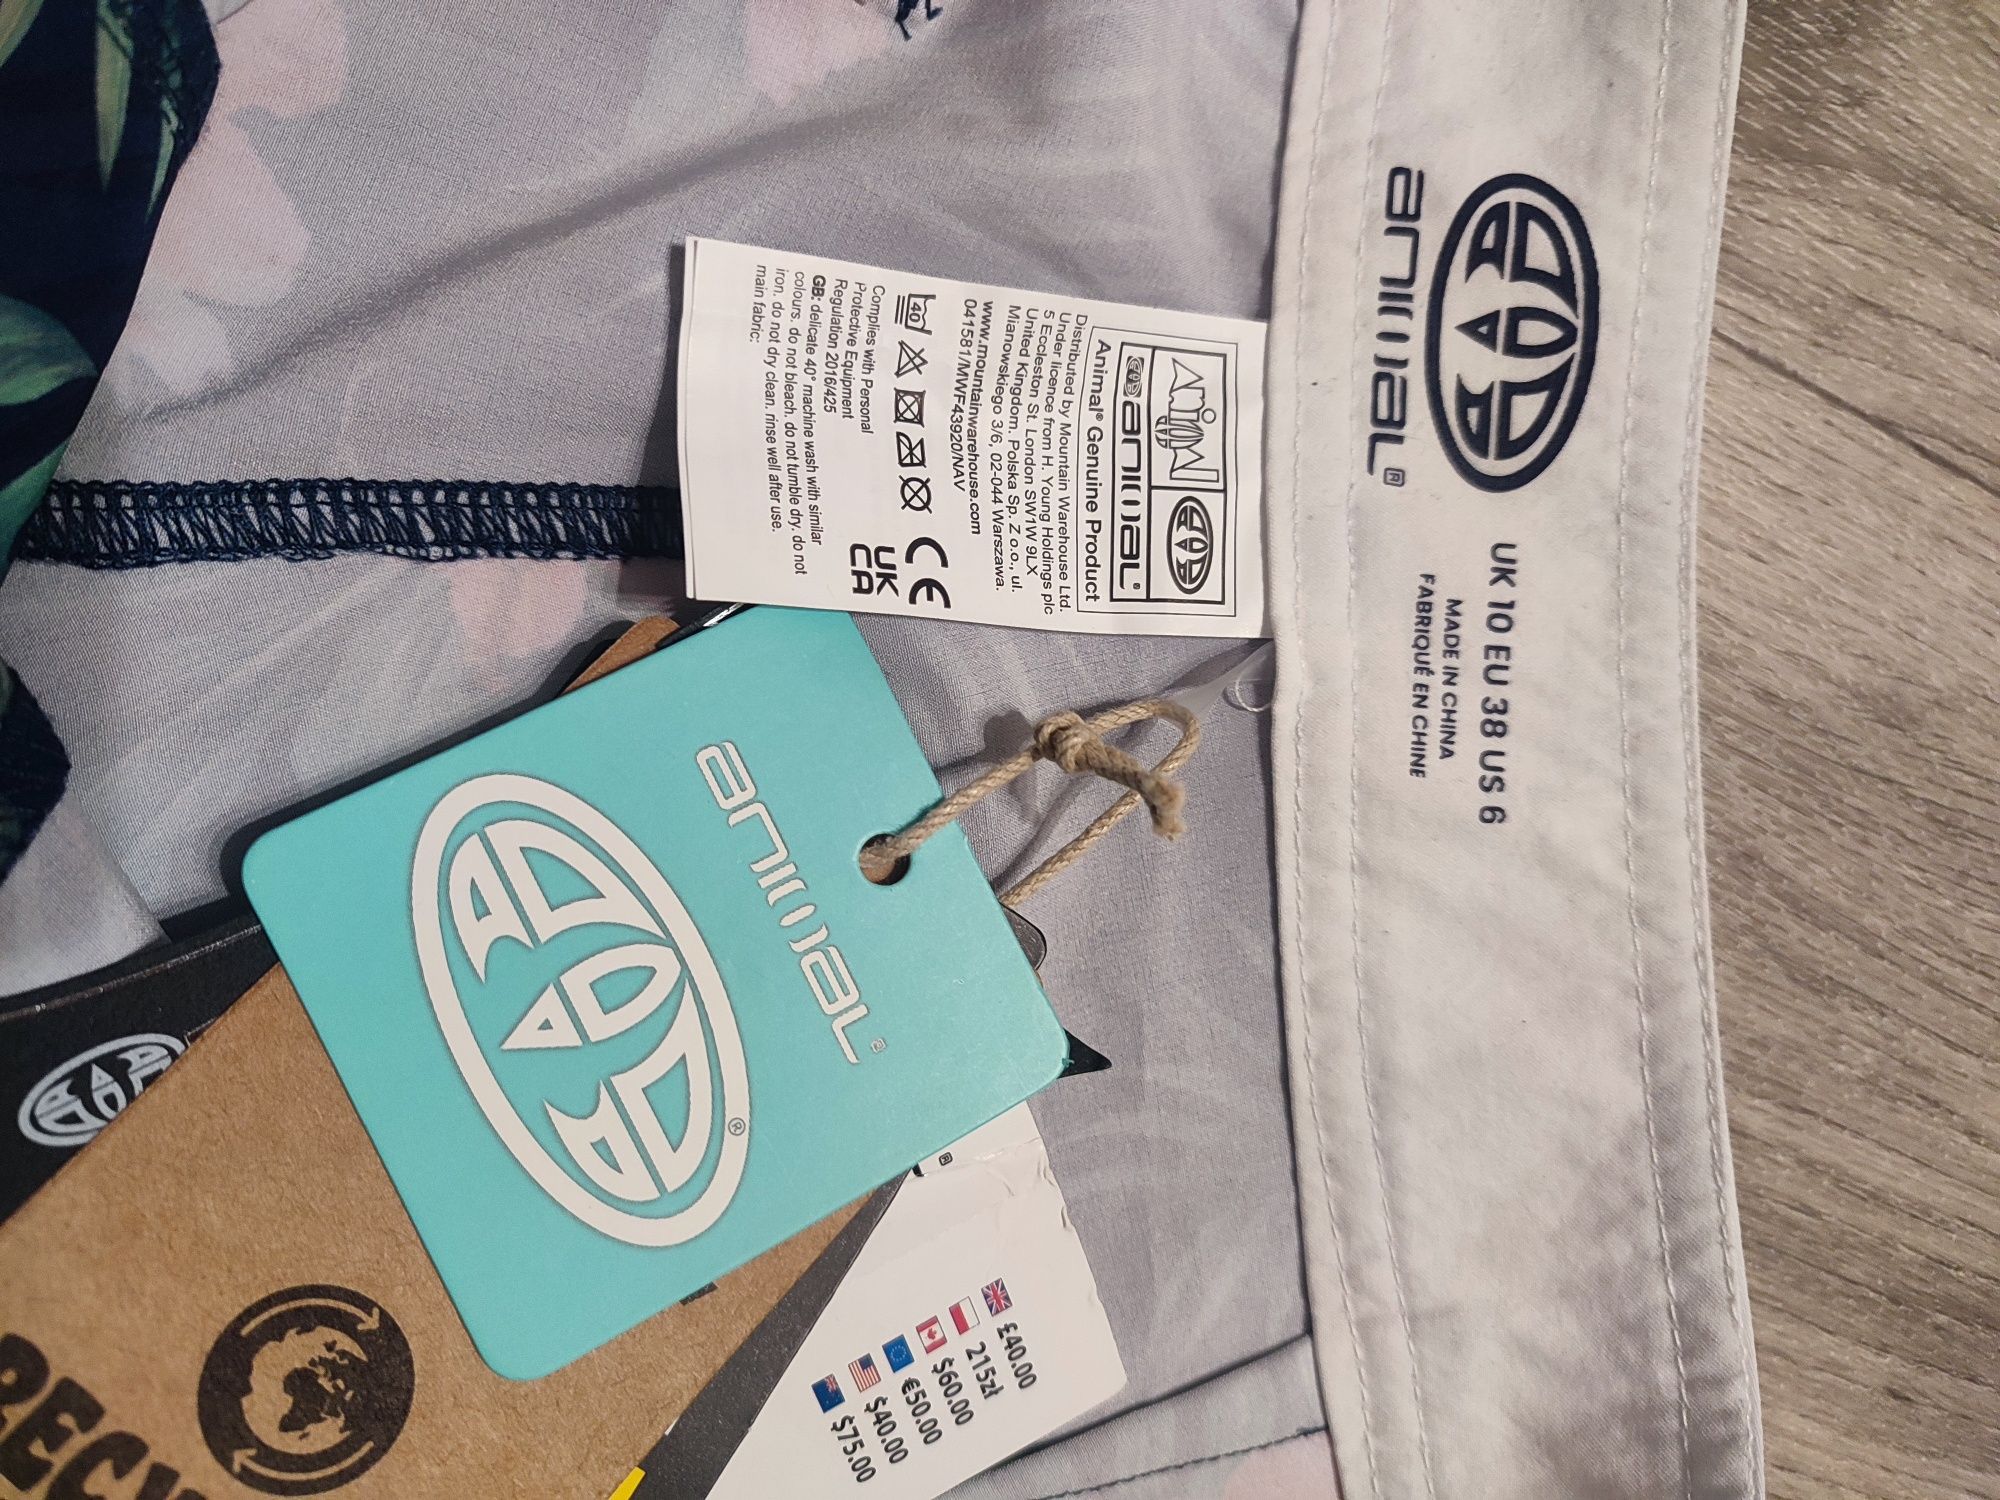 animal®
UK 10 EU 38 US 6
MADE IN CHINA
FABRIQUÉ EN CHINE
Animal
animal®
Animal® Genuine Product
Distributed by Mountain Warehouse Ltd.
Under licence from H. Young Holdings plc
5 Eccleston St. London SW1W 9LX
United Kingdom. Polska Sp. Z o.o., ul.
Mianowskiego 3/6, 02-044 Warszawa.
www.mountainwarehouse.com
041581/MWF43920/NAV
40
CE
Complies with Personal
Protective Equipment
Regulation 2016/425
UK
CA
GB: delicate 40° machine wash with similar
colours. do not bleach. do not tumble dry. do not
iron. do not dry clean. rinse well after use.
main fabric:
animal®
®
®
£40.00
215zł
$60.00
€50.00
$40.00
$75.00